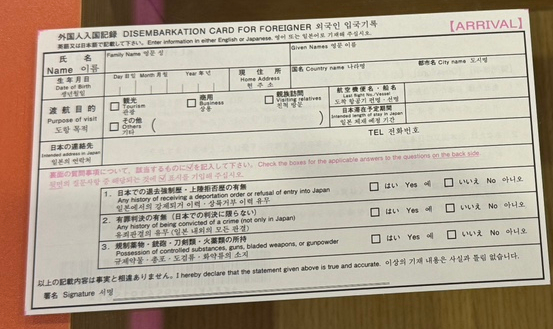 外国人入国記録 DISEMBARKATION CARD FOR FOREIGNER 외국인 입국기록
【ARRIVAL】
英語又は日本語で記載して下さい。 Enter information in either English or Japanese. 영어 또는 일본어로 기재해 주십시오.
氏 名
Name 이름
Family Name 영문 성
Given Names 영문 이름
生 年 月 日
Date of Birth
생년월일
Day 日 일 Month 月 월 Year 年 년
現 住 所
Home Address
현 주 소
国名 Country name 나라명
都市名 City name 도시명
渡 航 目 的
Purpose of visit
도항 목적
観光
Tourism
관광
商用
Business
상용
親族訪問
Visiting relatives
친척 방문
その他
Others
기타
航空機便名・船名
Last flight No./Vessel
도착 항공기 편명・선명
日本滞在予定期間
Intended length of stay in Japan
일본 체재 예정 기간
日本の連絡先
Intended address in Japan
일본의 연락처
TEL 전화번호
裏面の質問事項について、該当するものに☑を記入して下さい。 Check the boxes for the applicable answers to the questions on the back side.
1. 日本での退去強制歴・上陸拒否歴の有無
Any history of receiving a deportation order or refusal of entry into Japan
일본에서의 강제퇴거 이력・상륙거부 이력 유무
はい Yes 예 いいえ No 아니오
2. 有罪判決の有無（日本での判決に限らない）
Any history of being convicted of a crime (not only in Japan)
유죄판결의 유무 (일본 내외의 모든 판결)
はい Yes 예 いいえ No 아니오
3. 規制薬物・銃砲・刀剣類・火薬類の所持
Possession of controlled substances, guns, bladed weapons, or gunpowder
규제약물・총포・도검류・화약류의 소지
はい Yes 예 いいえ No 아니오
以上の記載内容は事実と相違ありません。I hereby declare that the statement given above is true and accurate. 이상의 기재 내용은 사실과 틀림 없습니다.
署名 Signature 서명